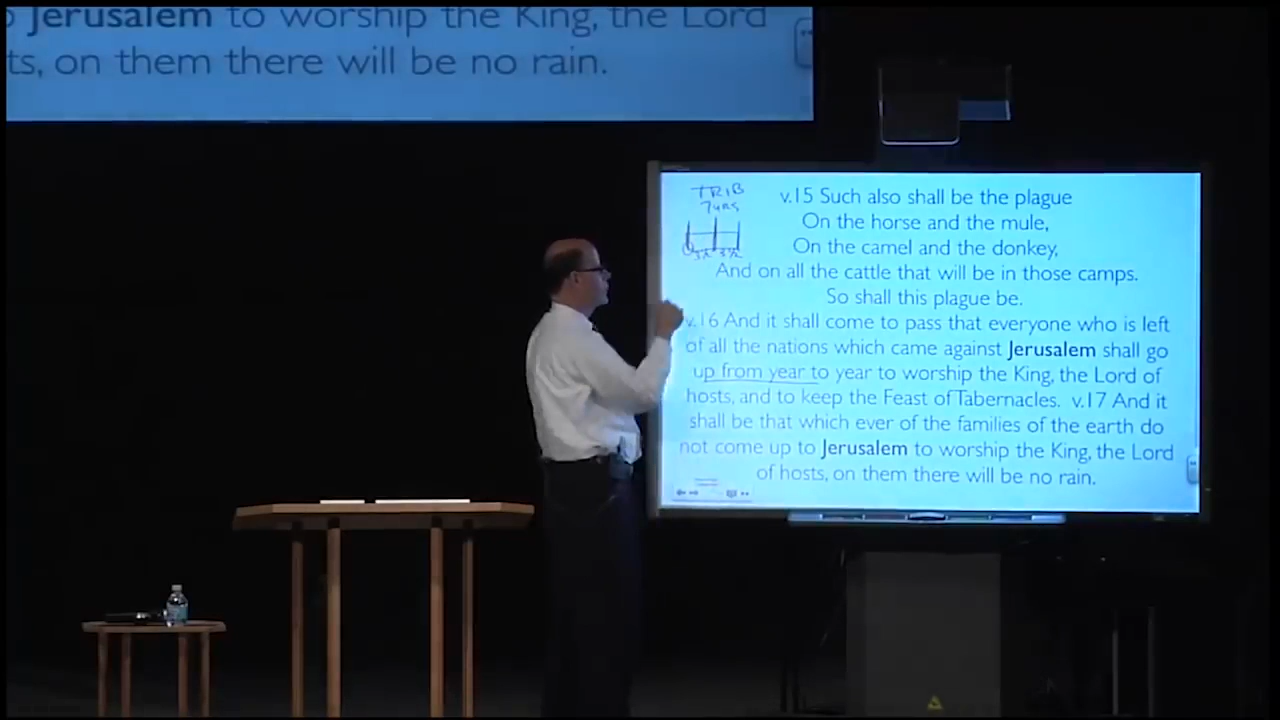 Jerusalem to worship the King, the Lord
ts, on them there will be no rain.
TRIB
7 YRS
3½ 3½
v.15 Such also shall be the plague
On the horse and the mule,
On the camel and the donkey,
And on all the cattle that will be in those camps.
So shall this plague be.
v.16 And it shall come to pass that everyone who is left
of all the nations which came against Jerusalem shall go
up from year to year to worship the King, the Lord of
hosts, and to keep the Feast of Tabernacles. v.17 And it
shall be that which ever of the families of the earth do
not come up to Jerusalem to worship the King, the Lord
of hosts, on them there will be no rain.